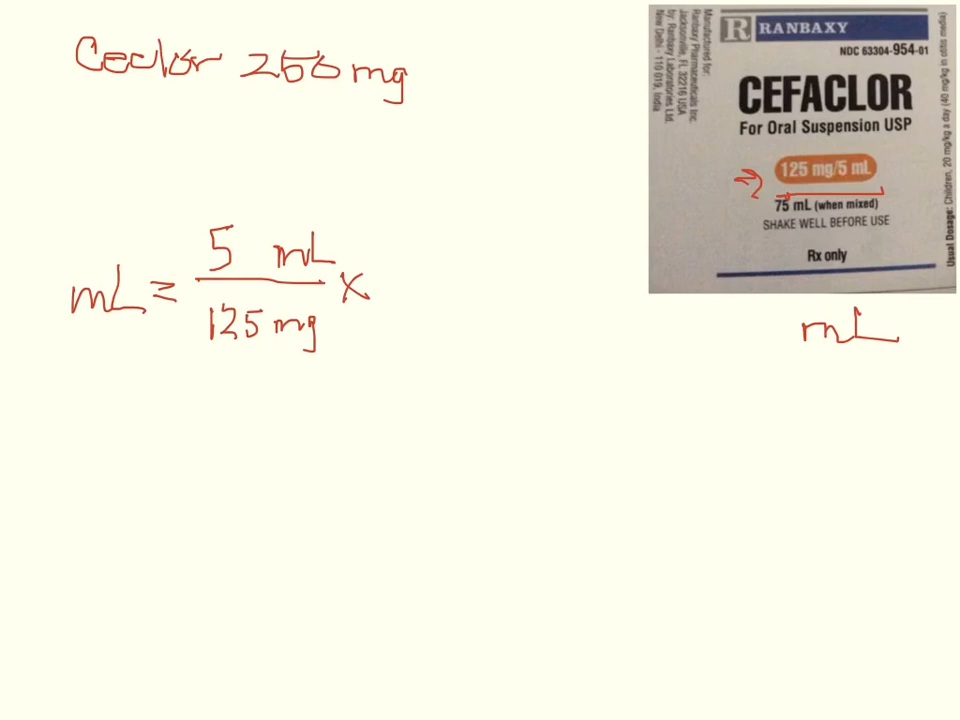 Ceclor 250 mg
mL = 5 mL / 125 mg x
R RANBAXY
NDC 63304-954-01
CEFACLOR
For Oral Suspension USP
125 mg/5 mL
75 mL (when mixed)
SHAKE WELL BEFORE USE
Rx only
Manufactured for:
Ranbaxy Pharmaceuticals Inc.
Jacksonville, FL 32216 USA
by: Ranbaxy Laboratories Ltd.
New Delhi - 110 019, India
Usual Dosage: Children, 20 mg/kg a day (40 mg/kg in otitis media)
mL